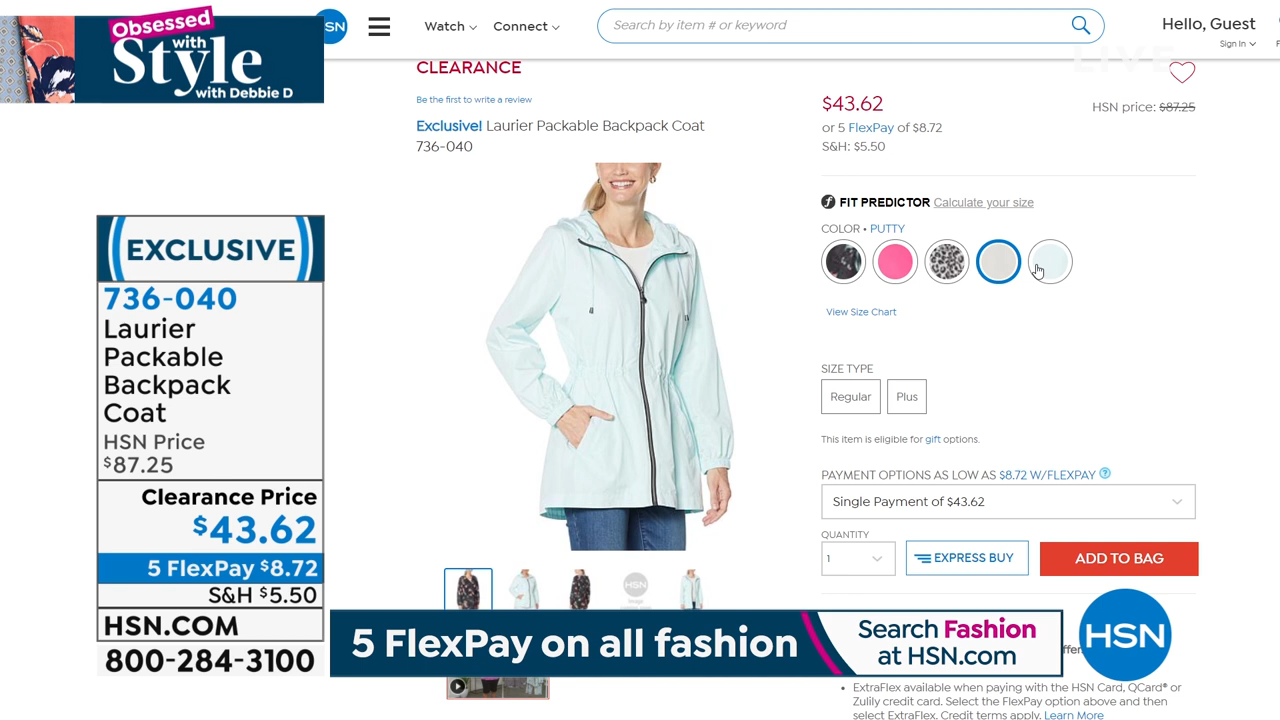 Obsessed
with
Style
with Debbie D
SN
Watch
Connect
Search by item # or keyword
Hello, Guest
Sign In
F
LIVE
CLEARANCE
Be the first to write a review
Exclusive! Laurier Packable Backpack Coat
736-040
$43.62
HSN price: $87.25
or 5 FlexPay of $8.72
S&H: $5.50
FIT PREDICTOR Calculate your size
COLOR • PUTTY
View Size Chart
SIZE TYPE
Regular
Plus
This item is eligible for gift options.
PAYMENT OPTIONS AS LOW AS $8.72 W/FLEXPAY ?
Single Payment of $43.62
QUANTITY
1
EXPRESS BUY
ADD TO BAG
EXCLUSIVE
736-040
Laurier
Packable
Backpack
Coat
HSN Price
$87.25
Clearance Price
$43.62
5 FlexPay $8.72
S&H $5.50
HSN.COM
800-284-3100
HSN
Image
5 FlexPay on all fashion
Search Fashion
at HSN.com
HSN
• ExtraFlex available when paying with the HSN Card, QCard® or
Zulily credit card. Select the FlexPay option above and then
select ExtraFlex. Credit terms apply. Learn More